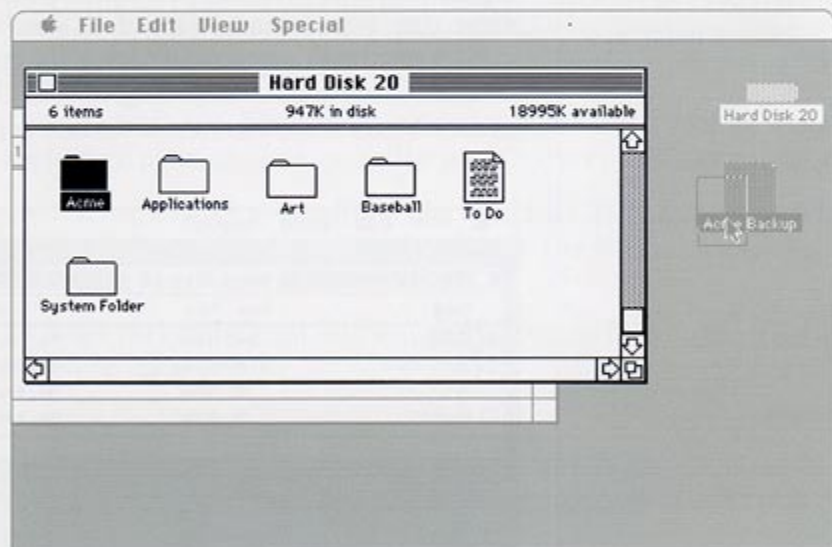 File Edit View Special
Hard Disk 20
6 items 947K in disk 18995K available
Hard Disk 20
Acme Applications Art Baseball To Do
Acme Backup
System Folder